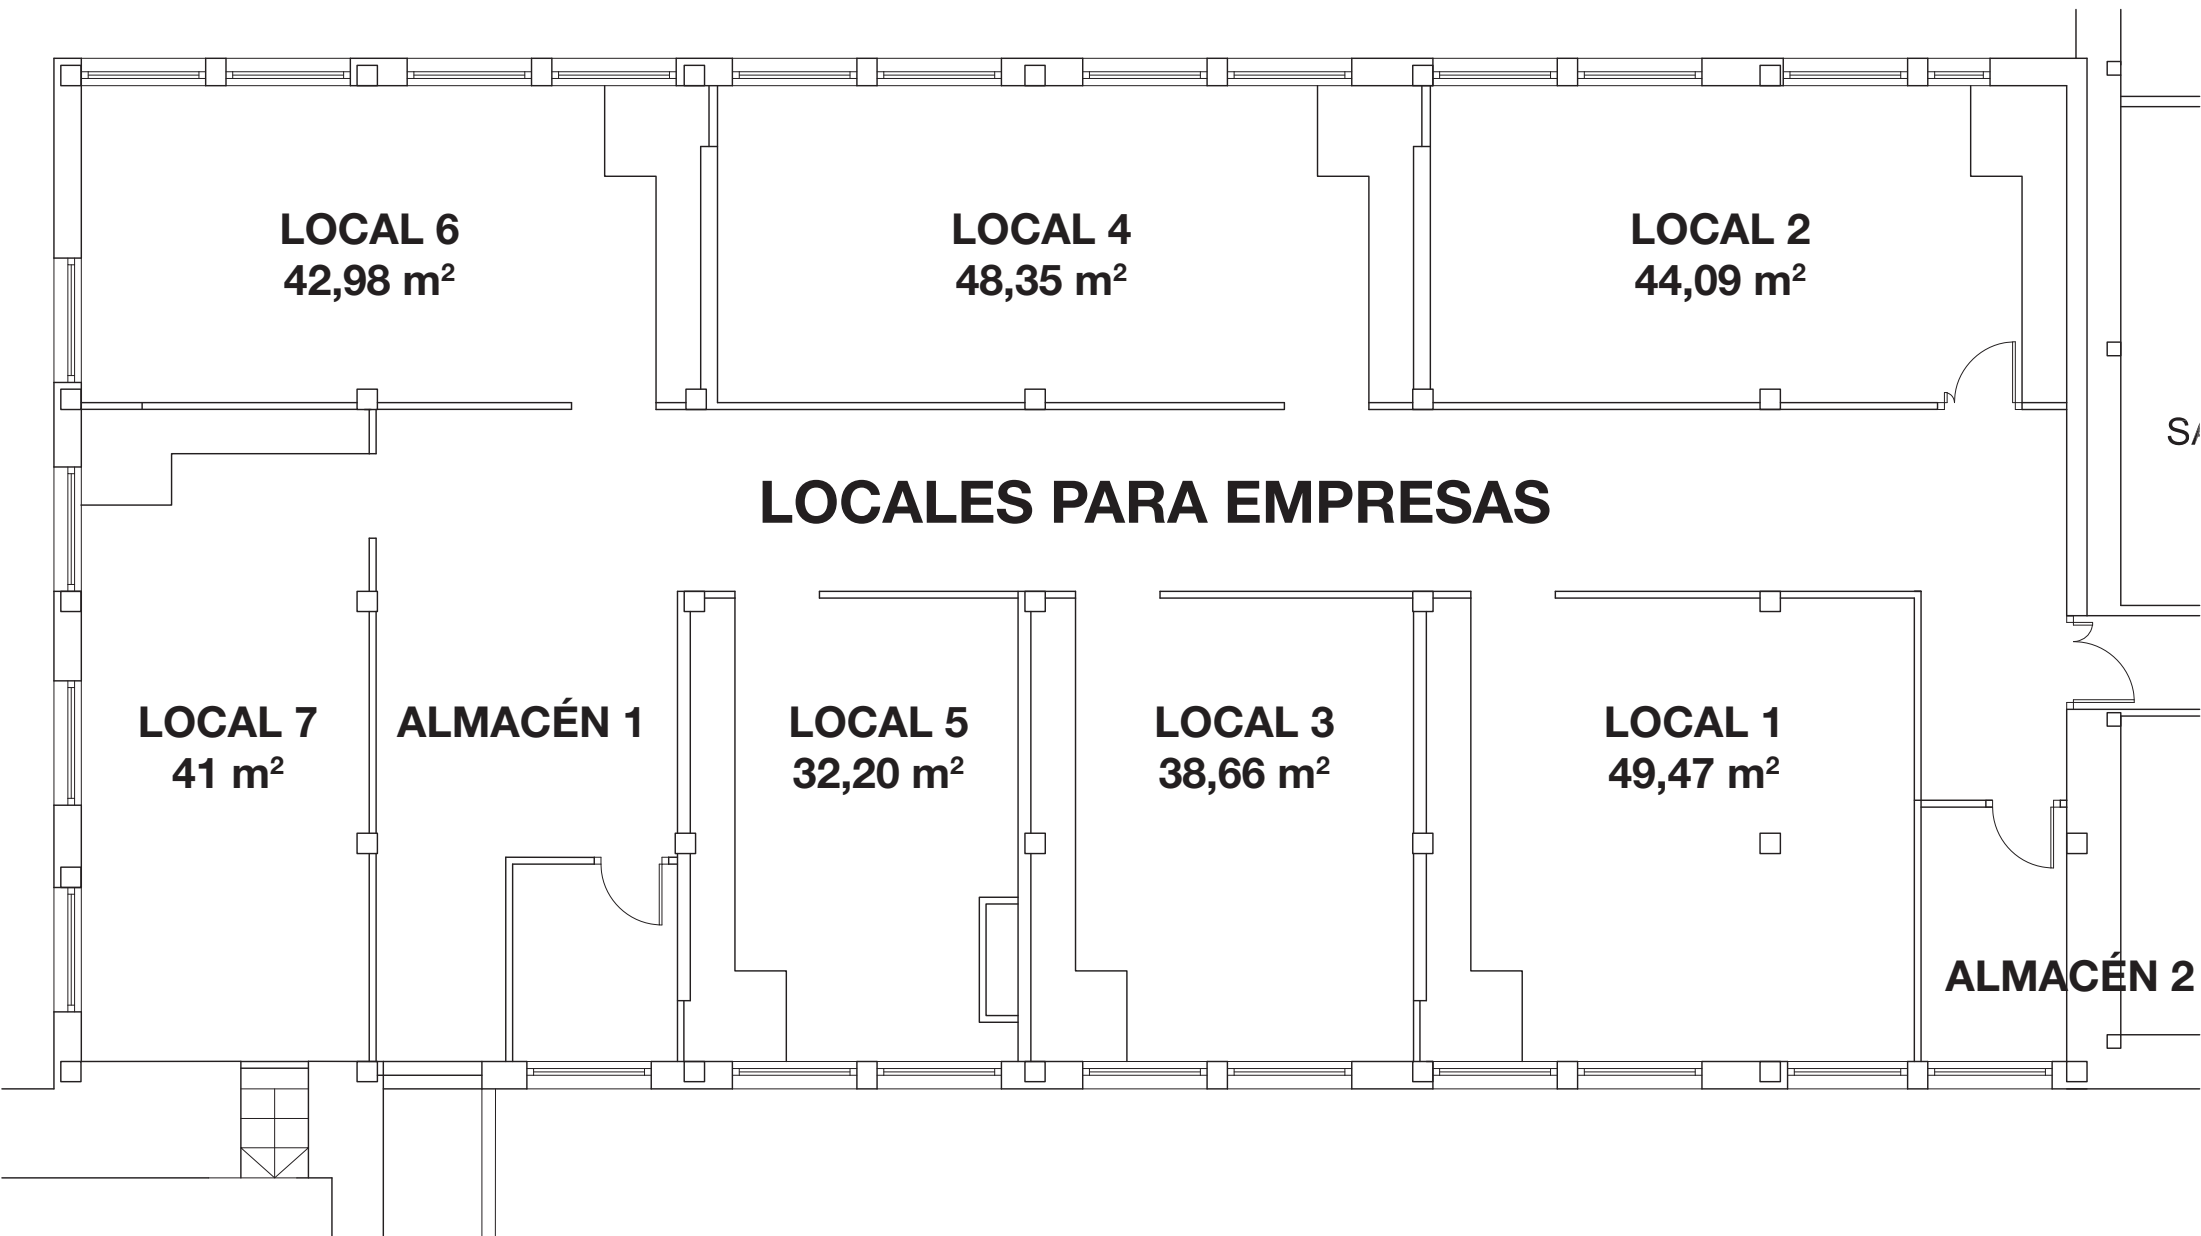 LOCAL 6
42,98 m²
LOCAL 4
48,35 m²
LOCAL 2
44,09 m²
LOCALES PARA EMPRESAS
LOCAL 7
41 m²
ALMACÉN 1
LOCAL 5
32,20 m²
LOCAL 3
38,66 m²
LOCAL 1
49,47 m²
ALMACÉN 2